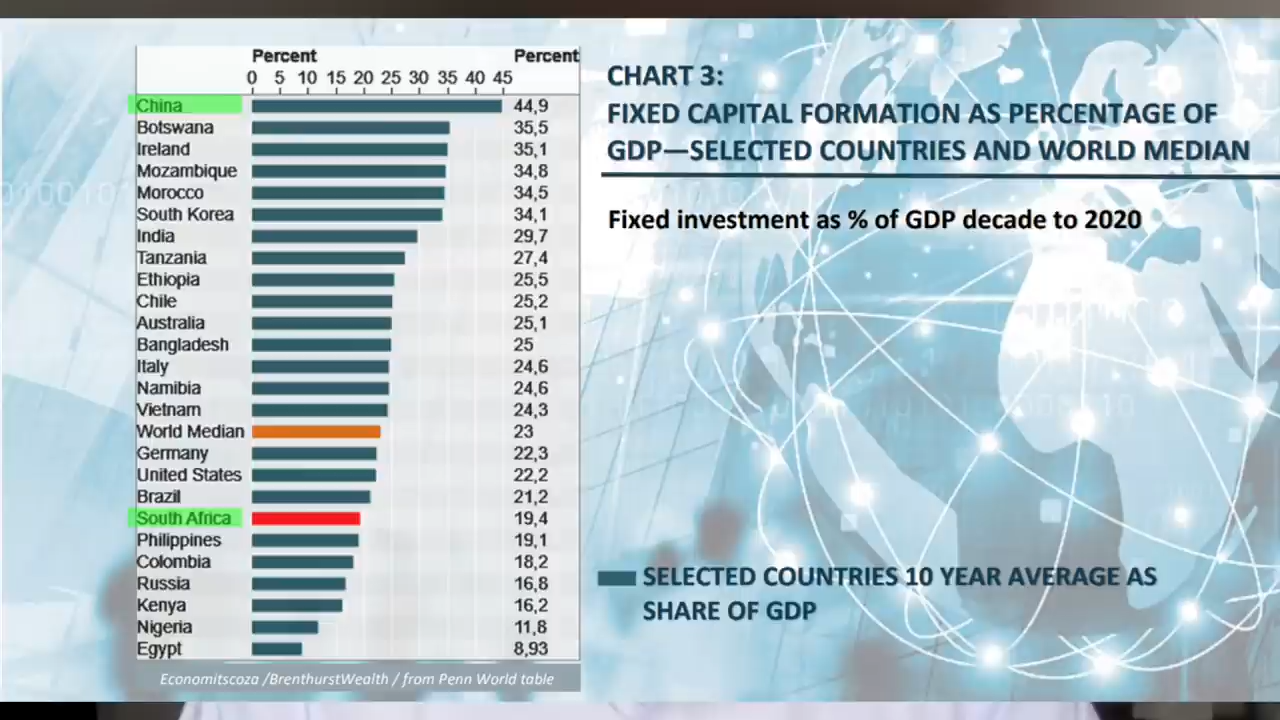 Percent Percent
0 5 10 15 20 25 30 35 40 45
China 44,9
Botswana 35,5
Ireland 35,1
Mozambique 34,8
Morocco 34,5
South Korea 34,1
India 29,7
Tanzania 27,4
Ethiopia 25,5
Chile 25,2
Australia 25,1
Bangladesh 25
Italy 24,6
Namibia 24,6
Vietnam 24,3
World Median 23
Germany 22,3
United States 22,2
Brazil 21,2
South Africa 19,4
Philippines 19,1
Colombia 18,2
Russia 16,8
Kenya 16,2
Nigeria 11,8
Egypt 8,93
Economitscoza /BrenthurstWealth / from Penn World table
CHART 3:
FIXED CAPITAL FORMATION AS PERCENTAGE OF
GDP—SELECTED COUNTRIES AND WORLD MEDIAN
Fixed investment as % of GDP decade to 2020
SELECTED COUNTRIES 10 YEAR AVERAGE AS
SHARE OF GDP